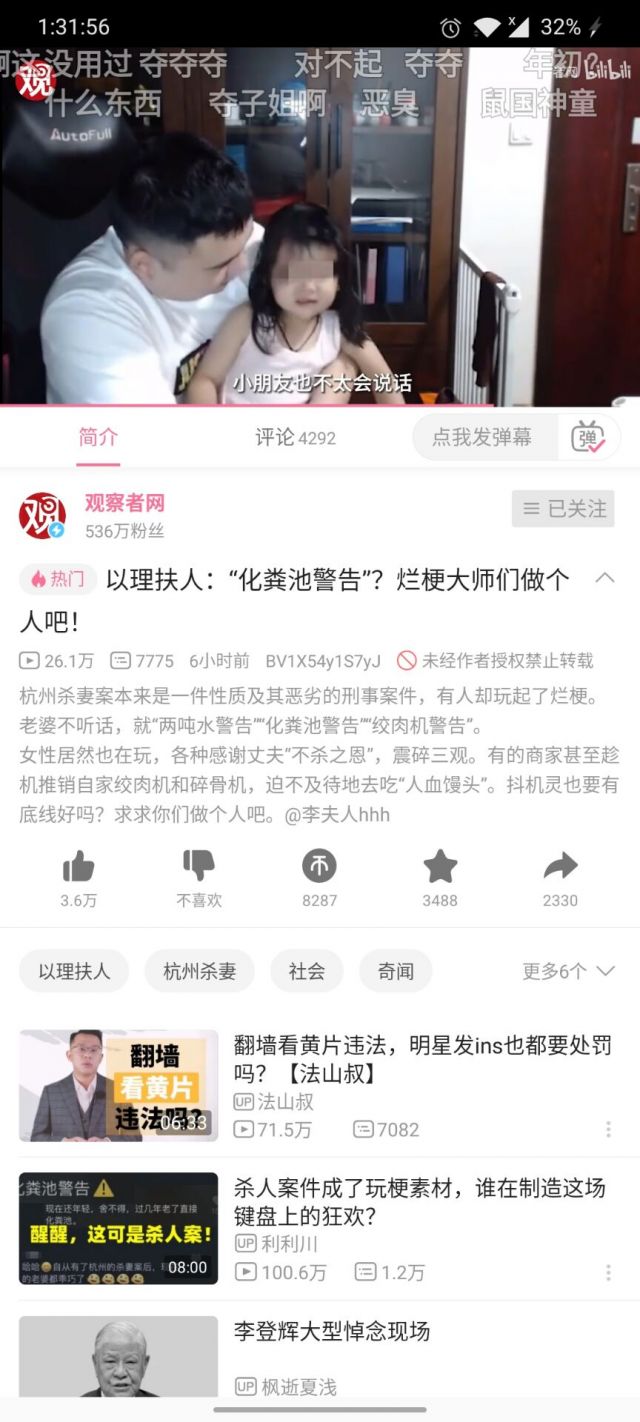 1:31:56
x
32%
啊这没用过 夺夺夺 对不起 夺夺 年初?
观
bilibili
什么东西 夺子姐啊 恶臭 鼠国神童
AutoFull
小朋友也不太会说话
简介
评论 4292
点我发弹幕
弹
观
观察者网
536万粉丝
已关注
热门 以理扶人：“化粪池警告”？烂梗大师们做个
人吧！
26.1万 7775 6小时前 BV1X54y1S7yJ 未经作者授权禁止转载
杭州杀妻案本来是一件性质及其恶劣的刑事案件，有人却玩起了烂梗。
老婆不听话，就“两吨水警告”“化粪池警告”“绞肉机警告”。
女性居然也在玩，各种感谢丈夫”不杀之恩”，震碎三观。有的商家甚至趁
机推销自家绞肉机和碎骨机，迫不及待地去吃“人血馒头”。抖机灵也要有
底线好吗？求求你们做个人吧。@李夫人hhh
3.6万 不喜欢 8287 3488 2330
以理扶人 杭州杀妻 社会 奇闻 更多6个
翻墙
看黄片
违法吗?
06:33
翻墙看黄片违法，明星发ins也都要处罚
吗？【法山叔】
UP 法山叔
71.5万 7082
化粪池警告
现在还年轻，舍不得，过几年老了直接
化粪池。
醒醒，这可是杀人案!
哈哈 自从有了杭州的杀妻案后，
的老婆都乖巧了
08:00
杀人案件成了玩梗素材，谁在制造这场
键盘上的狂欢？
UP 利利川
100.6万 1.2万
李登辉大型悼念现场
UP 枫逝夏浅